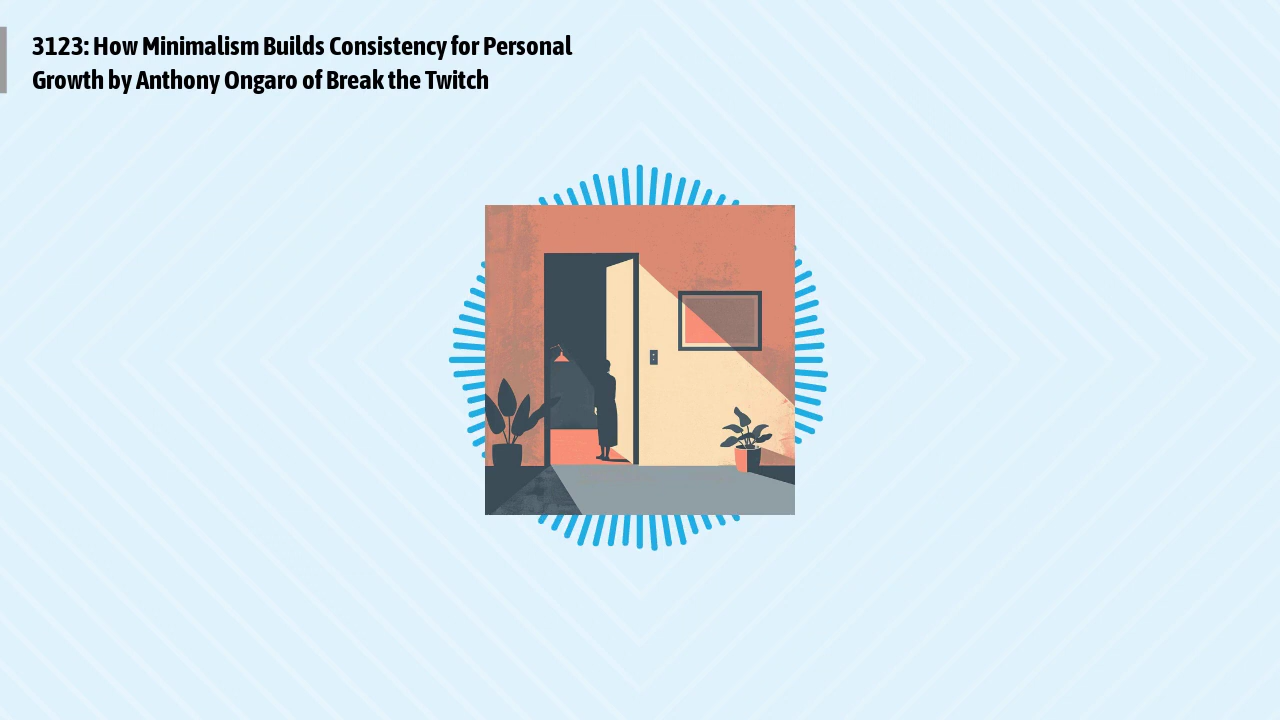 3123: How Minimalism Builds Consistency for Personal
Growth by Anthony Ongaro of Break the Twitch